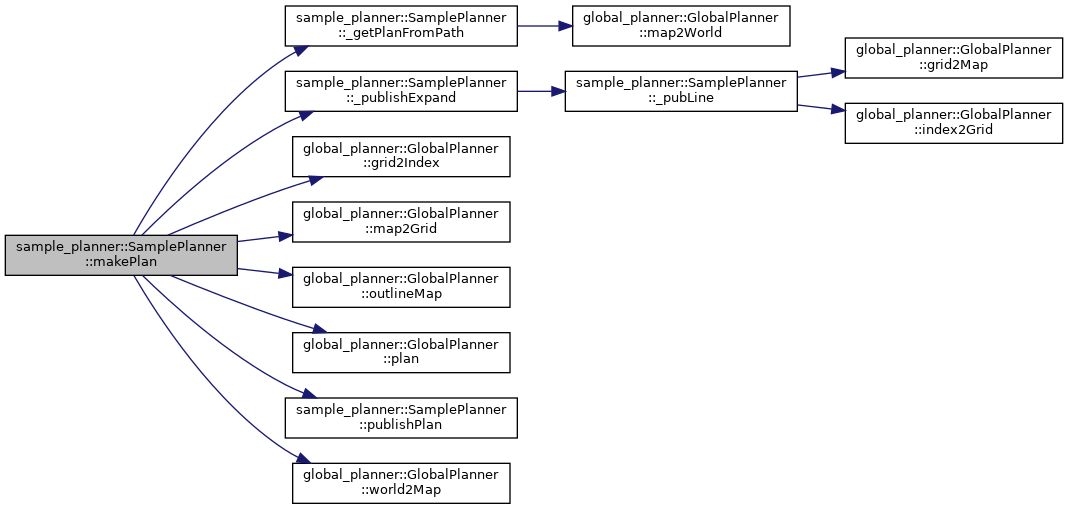 sample_planner::SamplePlanner
::makePlan
sample_planner::SamplePlanner
::_getPlanFromPath
global_planner::GlobalPlanner
::map2World
sample_planner::SamplePlanner
::_publishExpand
sample_planner::SamplePlanner
::_pubLine
global_planner::GlobalPlanner
::grid2Map
global_planner::GlobalPlanner
::index2Grid
global_planner::GlobalPlanner
::grid2Index
global_planner::GlobalPlanner
::map2Grid
global_planner::GlobalPlanner
::outlineMap
global_planner::GlobalPlanner
::plan
sample_planner::SamplePlanner
::publishPlan
global_planner::GlobalPlanner
::world2Map